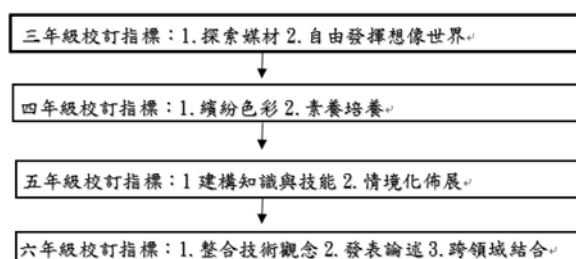 三年級校訂指標：1.探索媒材 2.自由發揮想像世界
四年級校訂指標：1.繽紛色彩 2.素養培養
五年級校訂指標：1 建構知識與技能 2.情境化佈展
六年級校訂指標：1.整合技術觀念 2.發表論述 3.跨領域結合